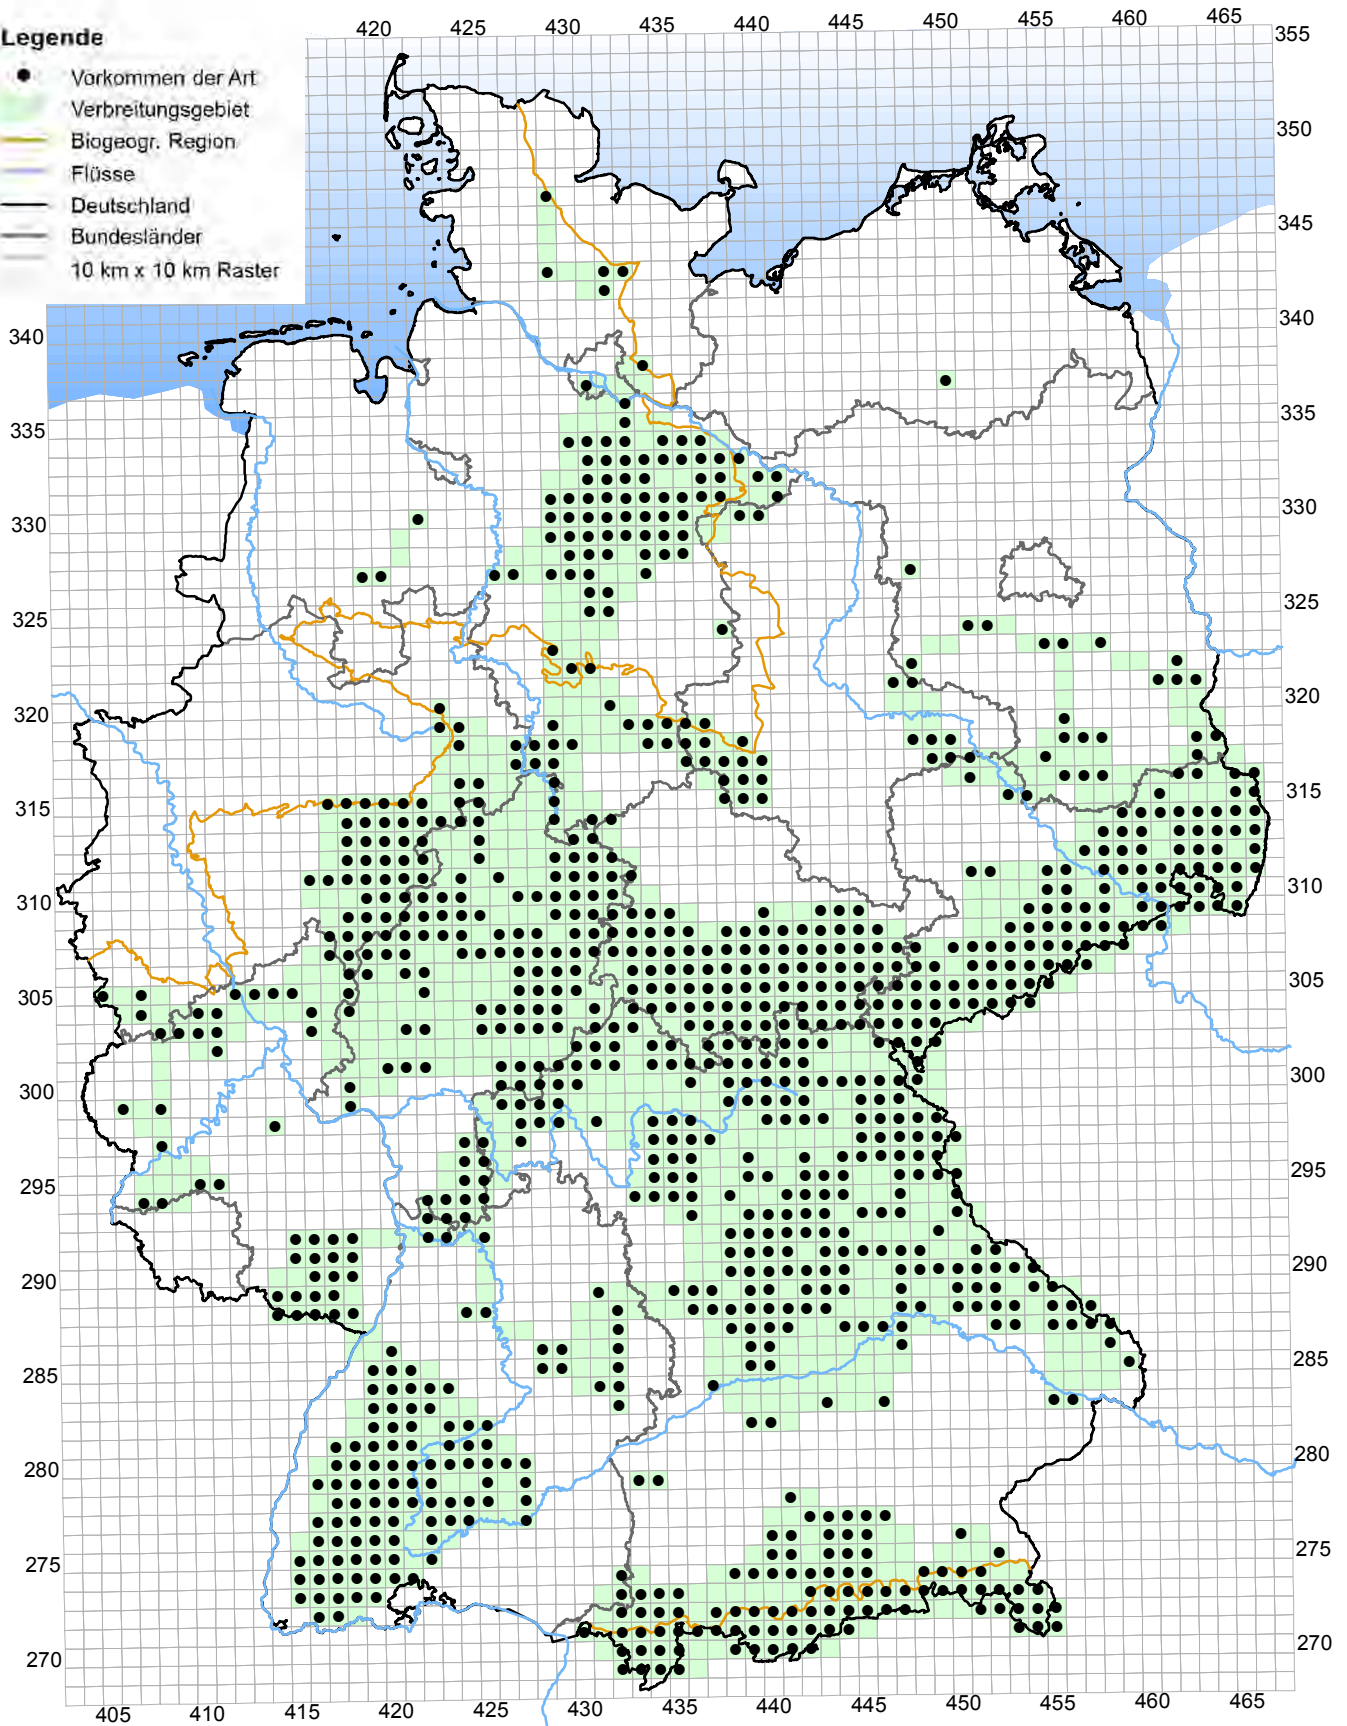 420 425 430 435 440 445 450 455 460 465
355
Legende
Vorkommen der Art
Verbreitungsgebiet
Biogeogr. Region
Flüsse
Deutschland
Bundesländer
10 km x 10 km Raster
350
345
340 340
335 335
330 330
325 325
320 320
315 315
310 310
305 305
300 300
295 295
290 290
285 285
280 280
275 275
270 270
405 410 415 420 425 430 435 440 445 450 455 460 465